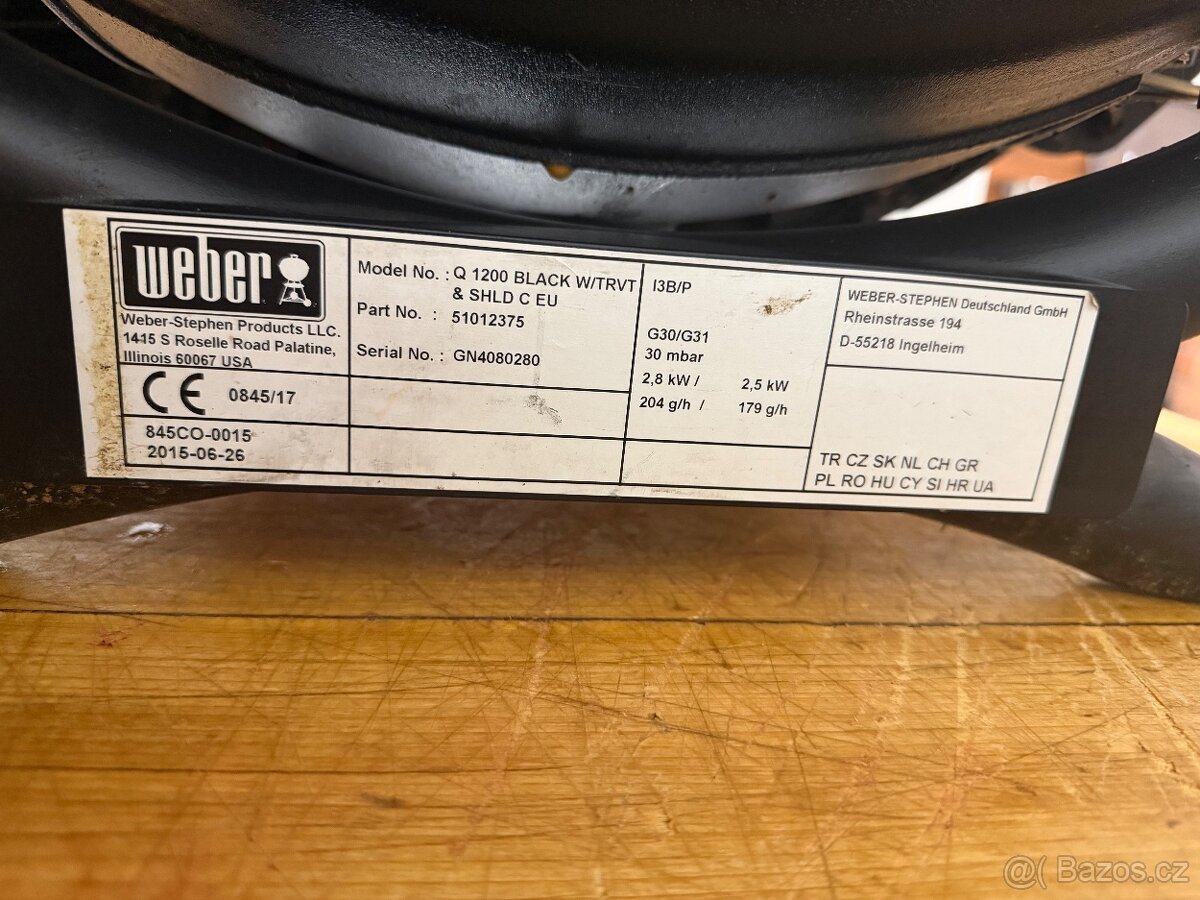 weber
Weber-Stephen Products LLC.
1415 S Roselle Road Palatine,
Illinois 60067 USA
CE 0845/17
845CO-0015
2015-06-26
Model No. : Q 1200 BLACK W/TRVT
& SHLD C EU
Part No. : 51012375
Serial No. : GN4080280
I3B/P
G30/G31
30 mbar
2,8 kW / 2,5 kW
204 g/h / 179 g/h
WEBER-STEPHEN Deutschland GmbH
Rheinstrasse 194
D-55218 Ingelheim
TR CZ SK NL CH GR
PL RO HU CY SI HR UA
Bazos.cz